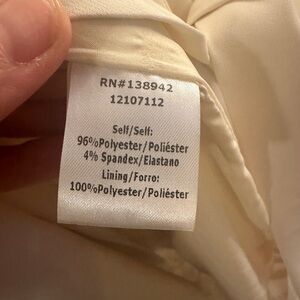 RN#138942
12107112
Self/Self:
96%Polyester/Poliéster
4% Spandex/Elastano
Lining/Forro:
100%Polyester/Poliéster